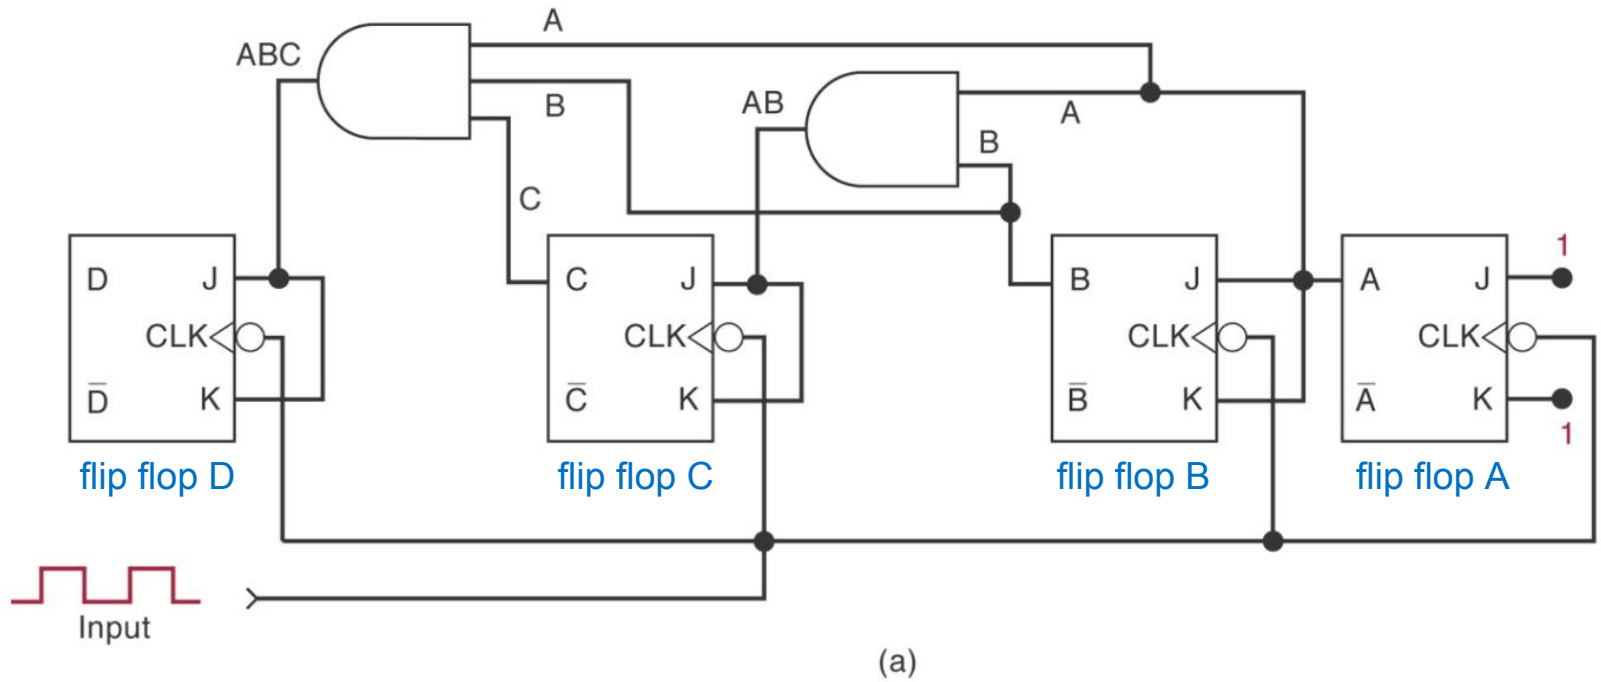 A
ABC
B
AB
A
B
C
D J
CLK
D̅ K
C J
CLK
C̅ K
B J
CLK
B̅ K
A J
CLK
A̅ K
1
1
flip flop D
flip flop C
flip flop B
flip flop A
Input
(a)